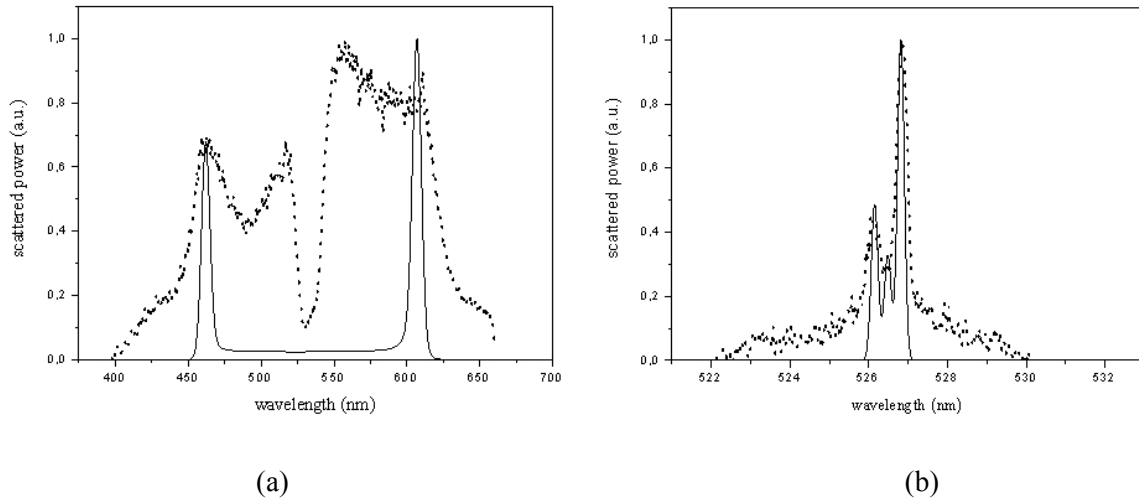 1,0
0,8
0,6
0,4
0,2
0,0
scattered power (a.u.)
400 450 500 550 600 650 700
wavelength (nm)
(a)
1,0
0,8
0,6
0,4
0,2
0,0
scattered power (a.u.)
522 524 526 528 530 532
wavelength (nm)
(b)